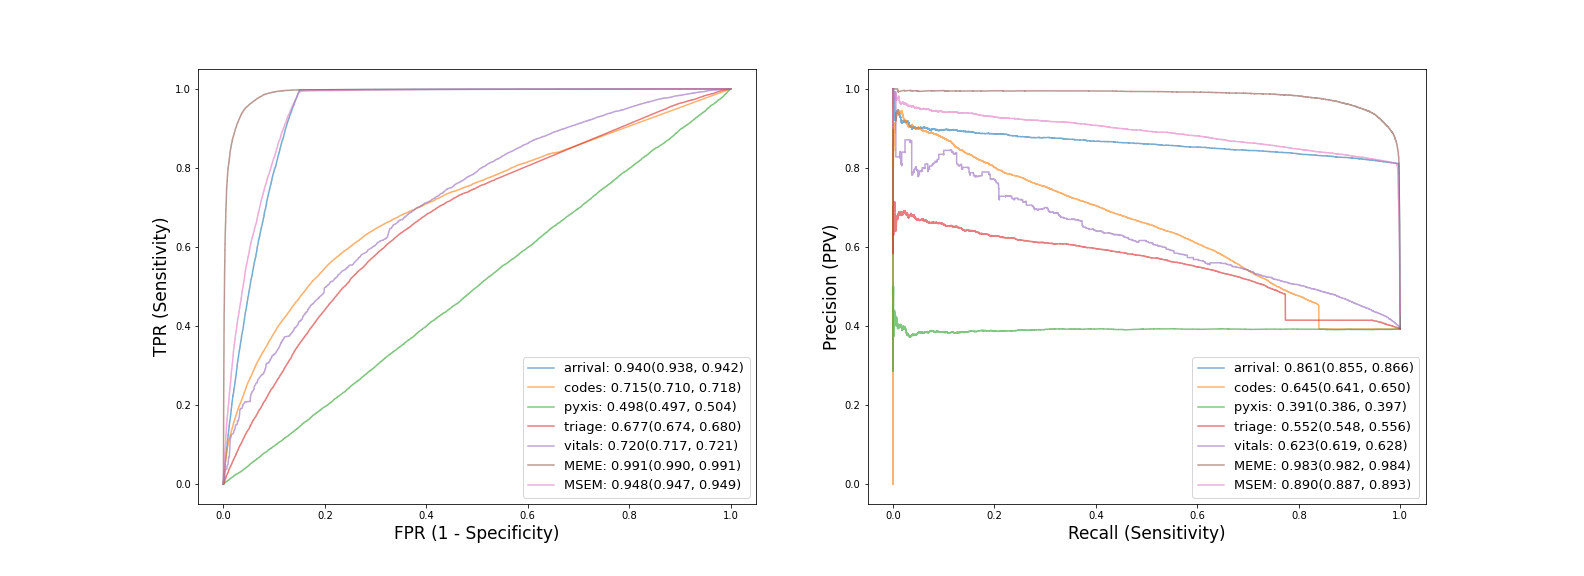 1.0
0.8
0.6
0.4
0.2
0.0
TPR (Sensitivity)
0.0 0.2 0.4 0.6 0.8 1.0
FPR (1 - Specificity)
arrival: 0.940(0.938, 0.942)
codes: 0.715(0.710, 0.718)
pyxis: 0.498(0.497, 0.504)
triage: 0.677(0.674, 0.680)
vitals: 0.720(0.717, 0.721)
MEME: 0.991(0.990, 0.991)
MSEM: 0.948(0.947, 0.949)
1.0
0.8
0.6
0.4
0.2
0.0
Precision (PPV)
0.0 0.2 0.4 0.6 0.8 1.0
Recall (Sensitivity)
arrival: 0.861(0.855, 0.866)
codes: 0.645(0.641, 0.650)
pyxis: 0.391(0.386, 0.397)
triage: 0.552(0.548, 0.556)
vitals: 0.623(0.619, 0.628)
MEME: 0.983(0.982, 0.984)
MSEM: 0.890(0.887, 0.893)